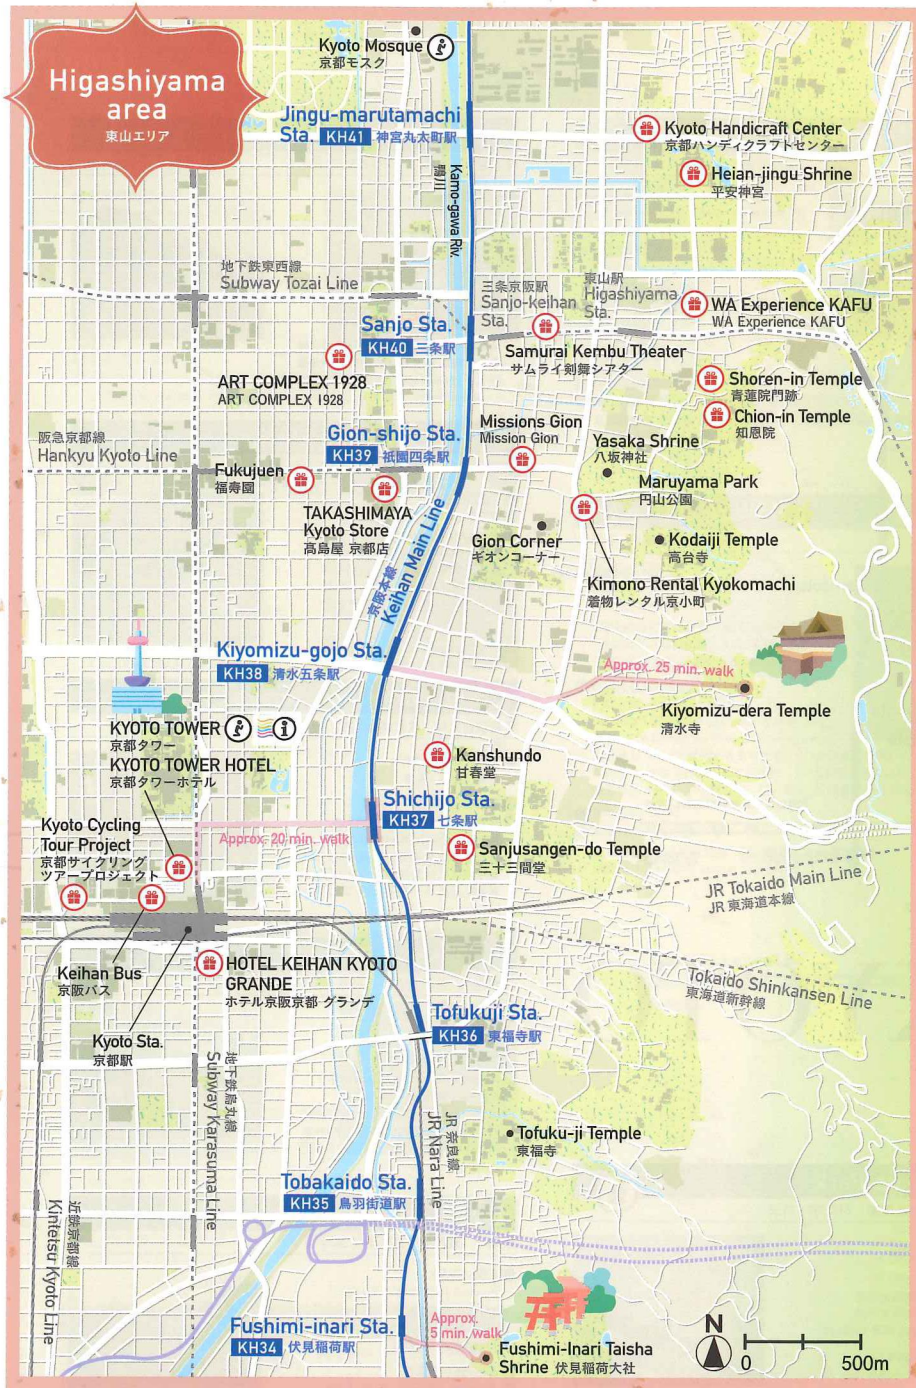 Higashiyama
area
東山エリア
Kyoto Mosque
京都モスク
Jingu-marutamachi
Sta. KH41 神宮丸太町駅
Kamo-gawa Riv.
鴨川
Kyoto Handicraft Center
京都ハンディクラフトセンター
Heian-jingu Shrine
平安神宮
地下鉄東西線
Subway Tozai Line
三条京阪駅
Sanjo-keihan
Sta.
東山駅
Higashiyama
Sta.
WA Experience KAFU
WA Experience KAFU
Sanjo Sta.
KH40 三条駅
Samurai Kembu Theater
サムライ剣舞シアター
ART COMPLEX 1928
ART COMPLEX 1928
Shoren-in Temple
青蓮院門跡
Chion-in Temple
知恩院
Missions Gion
Mission Gion
Gion-shijo Sta.
KH39 祇園四条駅
阪急京都線
Hankyu Kyoto Line
Yasaka Shrine
八坂神社
Fukujuen
福寿園
Maruyama Park
円山公園
TAKASHIMAYA
Kyoto Store
髙島屋 京都店
京阪本線
Keihan Main Line
Gion Corner
ギオンコーナー
Kodaiji Temple
高台寺
Kimono Rental Kyokomachi
着物レンタル京小町
Kiyomizu-gojo Sta.
KH38 清水五条駅
Approx. 25 min. walk
Kiyomizu-dera Temple
清水寺
KYOTO TOWER
京都タワー
KYOTO TOWER HOTEL
京都タワーホテル
Kanshundo
甘春堂
Shichijo Sta.
KH37 七条駅
Kyoto Cycling
Tour Project
京都サイクリング
ツアープロジェクト
Approx. 20 min. walk
Sanjusangen-do Temple
三十三間堂
JR Tokaido Main Line
JR 東海道本線
Keihan Bus
京阪バス
HOTEL KEIHAN KYOTO
GRANDE
ホテル京阪京都 グランデ
Tokaido Shinkansen Line
東海道新幹線
Kyoto Sta.
京都駅
Tofukuji Sta.
KH36 東福寺駅
地下鉄烏丸線
Subway Karasuma Line
JR 奈良線
JR Nara Line
Tofuku-ji Temple
東福寺
Tobakaido Sta.
KH35 鳥羽街道駅
近鉄京都線
Kintetsu Kyoto Line
Fushimi-inari Sta.
KH34 伏見稲荷駅
Approx.
5 min. walk
Fushimi-Inari Taisha
Shrine 伏見稲荷大社
N
0 500m